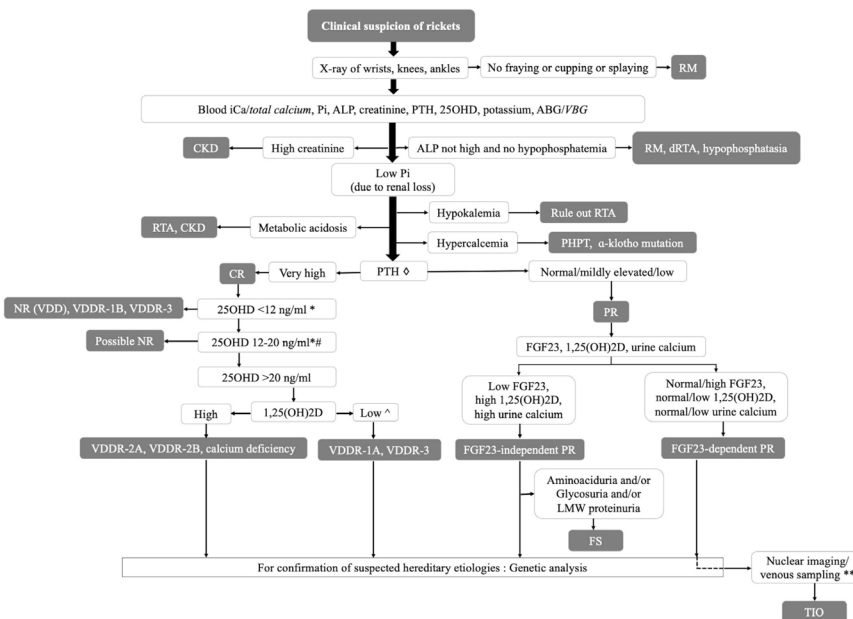 Clinical suspicion of rickets
X-ray of wrists, knees, ankles
No fraying or cupping or splaying
RM
Blood iCa/total calcium, Pi, ALP, creatinine, PTH, 25OHD, potassium, ABG/VBG
CKD
High creatinine
ALP not high and no hypophosphatemia
RM, dRTA, hypophosphatasia
Low Pi
(due to renal loss)
Hypokalemia
Rule out RTA
RTA, CKD
Metabolic acidosis
Hypercalcemia
PHPT, α-klotho mutation
CR
Very high
PTH ◊
Normal/mildly elevated/low
NR (VDD), VDDR-1B, VDDR-3
25OHD <12 ng/ml *
PR
Possible NR
25OHD 12-20 ng/ml*#
FGF23, 1,25(OH)2D, urine calcium
25OHD >20 ng/ml
Low FGF23,
high 1,25(OH)2D,
high urine calcium
Normal/high FGF23,
normal/low 1,25(OH)2D,
normal/low urine calcium
High
1,25(OH)2D
Low ^
VDDR-2A, VDDR-2B, calcium deficiency
VDDR-1A, VDDR-3
FGF23-independent PR
FGF23-dependent PR
Aminoaciduria and/or
Glycosuria and/or
LMW proteinuria
FS
For confirmation of suspected hereditary etiologies : Genetic analysis
Nuclear imaging/
venous sampling **
TIO